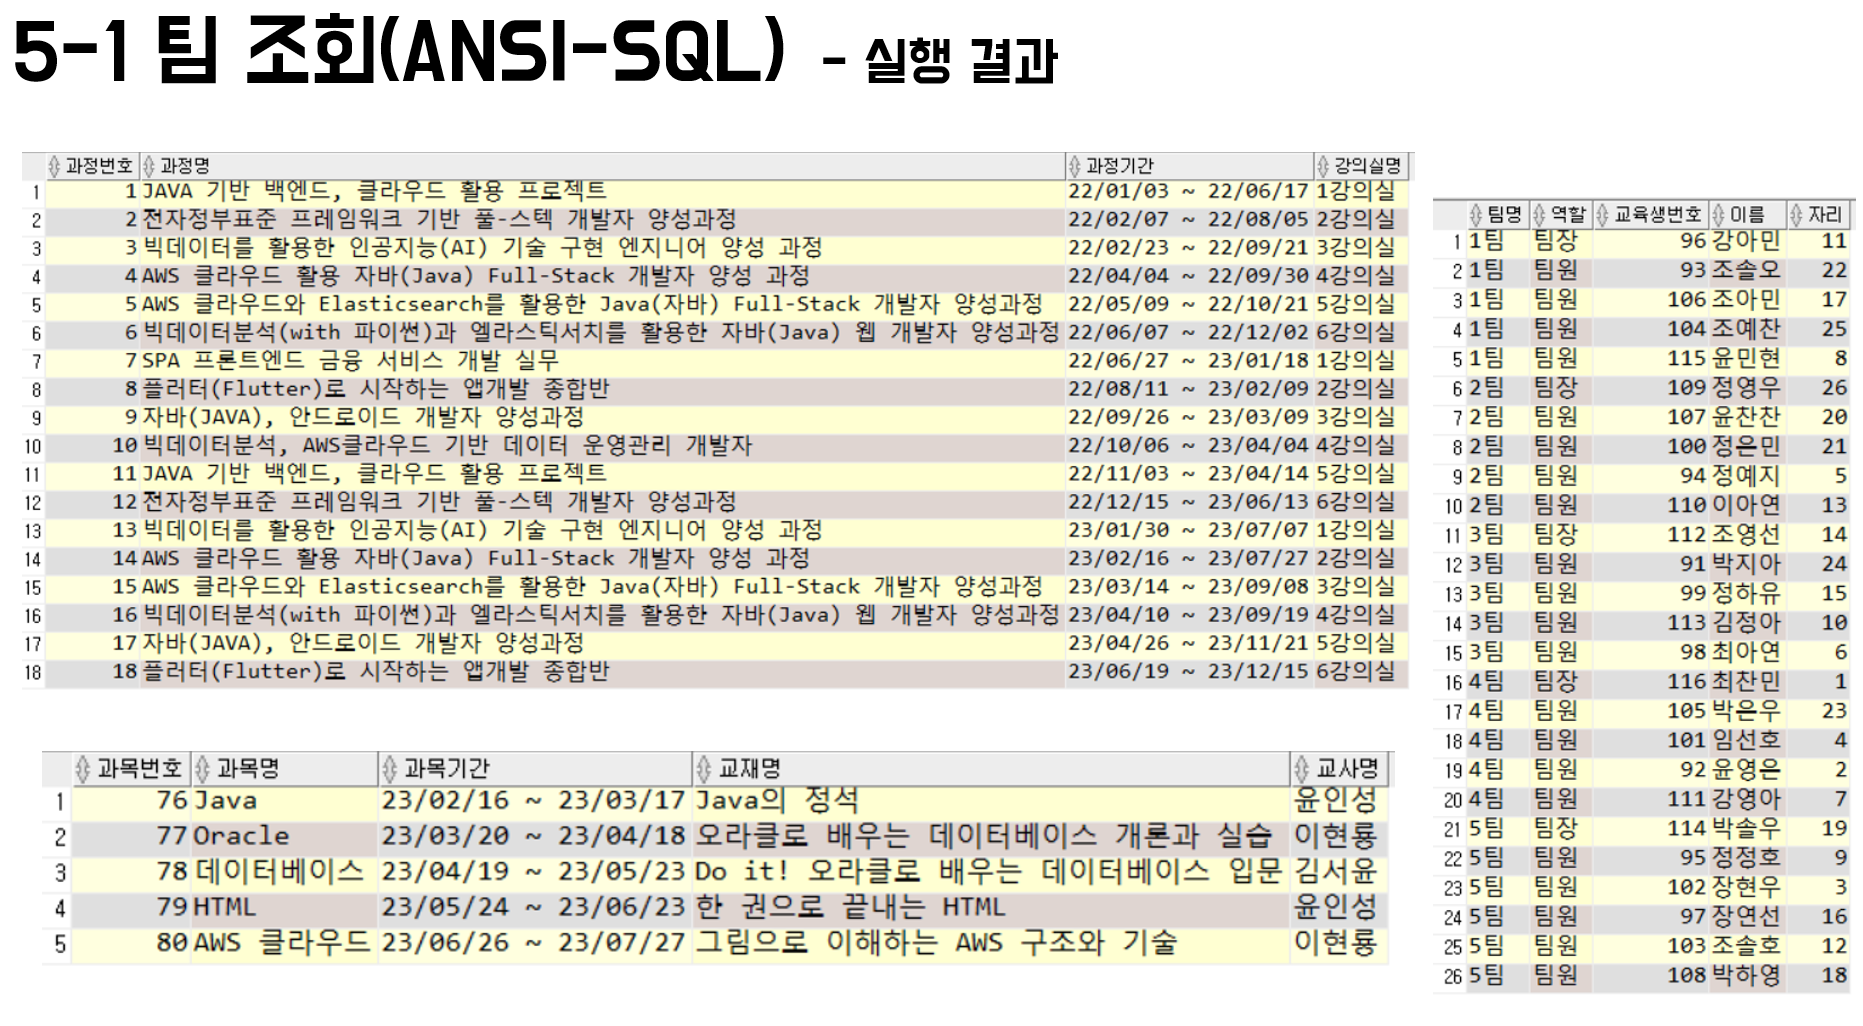 5-1 팀 조회(ANSI-SQL) - 실행 결과
과정번호 과정명 과정기간 강의실명
1 1 JAVA 기반 백엔드, 클라우드 활용 프로젝트 22/01/03 ~ 22/06/17 1강의실
2 2 전자정부표준 프레임워크 기반 풀-스텍 개발자 양성과정 22/02/07 ~ 22/08/05 2강의실
3 3 빅데이터를 활용한 인공지능(AI) 기술 구현 엔지니어 양성 과정 22/02/23 ~ 22/09/21 3강의실
4 4 AWS 클라우드 활용 자바(Java) Full-Stack 개발자 양성 과정 22/04/04 ~ 22/09/30 4강의실
5 5 AWS 클라우드와 Elasticsearch를 활용한 Java(자바) Full-Stack 개발자 양성과정 22/05/09 ~ 22/10/21 5강의실
6 6 빅데이터분석(with 파이썬)과 엘라스틱서치를 활용한 자바(Java) 웹 개발자 양성과정 22/06/07 ~ 22/12/02 6강의실
7 7 SPA 프론트엔드 금융 서비스 개발 실무 22/06/27 ~ 23/01/18 1강의실
8 8 플러터(Flutter)로 시작하는 앱개발 종합반 22/08/11 ~ 23/02/09 2강의실
9 9 자바(JAVA), 안드로이드 개발자 양성과정 22/09/26 ~ 23/03/09 3강의실
10 10 빅데이터분석, AWS클라우드 기반 데이터 운영관리 개발자 22/10/06 ~ 23/04/04 4강의실
11 11 JAVA 기반 백엔드, 클라우드 활용 프로젝트 22/11/03 ~ 23/04/14 5강의실
12 12 전자정부표준 프레임워크 기반 풀-스텍 개발자 양성과정 22/12/15 ~ 23/06/13 6강의실
13 13 빅데이터를 활용한 인공지능(AI) 기술 구현 엔지니어 양성 과정 23/01/30 ~ 23/07/07 1강의실
14 14 AWS 클라우드 활용 자바(Java) Full-Stack 개발자 양성 과정 23/02/16 ~ 23/07/27 2강의실
15 15 AWS 클라우드와 Elasticsearch를 활용한 Java(자바) Full-Stack 개발자 양성과정 23/03/14 ~ 23/09/08 3강의실
16 16 빅데이터분석(with 파이썬)과 엘라스틱서치를 활용한 자바(Java) 웹 개발자 양성과정 23/04/10 ~ 23/09/19 4강의실
17 17 자바(JAVA), 안드로이드 개발자 양성과정 23/04/26 ~ 23/11/21 5강의실
18 18 플러터(Flutter)로 시작하는 앱개발 종합반 23/06/19 ~ 23/12/15 6강의실
과목번호 과목명 과목기간 교재명 교사명
1 76 Java 23/02/16 ~ 23/03/17 Java의 정석 윤인성
2 77 Oracle 23/03/20 ~ 23/04/18 오라클로 배우는 데이터베이스 개론과 실습 이현룡
3 78 데이터베이스 23/04/19 ~ 23/05/23 Do it! 오라클로 배우는 데이터베이스 입문 김서윤
4 79 HTML 23/05/24 ~ 23/06/23 한 권으로 끝내는 HTML 윤인성
5 80 AWS 클라우드 23/06/26 ~ 23/07/27 그림으로 이해하는 AWS 구조와 기술 이현룡
팀명 역할 교육생번호 이름 자리
1 1팀 팀장 96 강아민 11
2 1팀 팀원 93 조솔오 22
3 1팀 팀원 106 조아민 17
4 1팀 팀원 104 조예찬 25
5 1팀 팀원 115 윤민현 8
6 2팀 팀장 109 정영우 26
7 2팀 팀원 107 윤찬찬 20
8 2팀 팀원 100 정은민 21
9 2팀 팀원 94 정예지 5
10 2팀 팀원 110 이아연 13
11 3팀 팀장 112 조영선 14
12 3팀 팀원 91 박지아 24
13 3팀 팀원 99 정하유 15
14 3팀 팀원 113 김정아 10
15 3팀 팀원 98 최아연 6
16 4팀 팀장 116 최찬민 1
17 4팀 팀원 105 박은우 23
18 4팀 팀원 101 임선호 4
19 4팀 팀원 92 윤영은 2
20 4팀 팀원 111 강영아 7
21 5팀 팀장 114 박솔우 19
22 5팀 팀원 95 정정호 9
23 5팀 팀원 102 장현우 3
24 5팀 팀원 97 장연선 16
25 5팀 팀원 103 조솔호 12
26 5팀 팀원 108 박하영 18